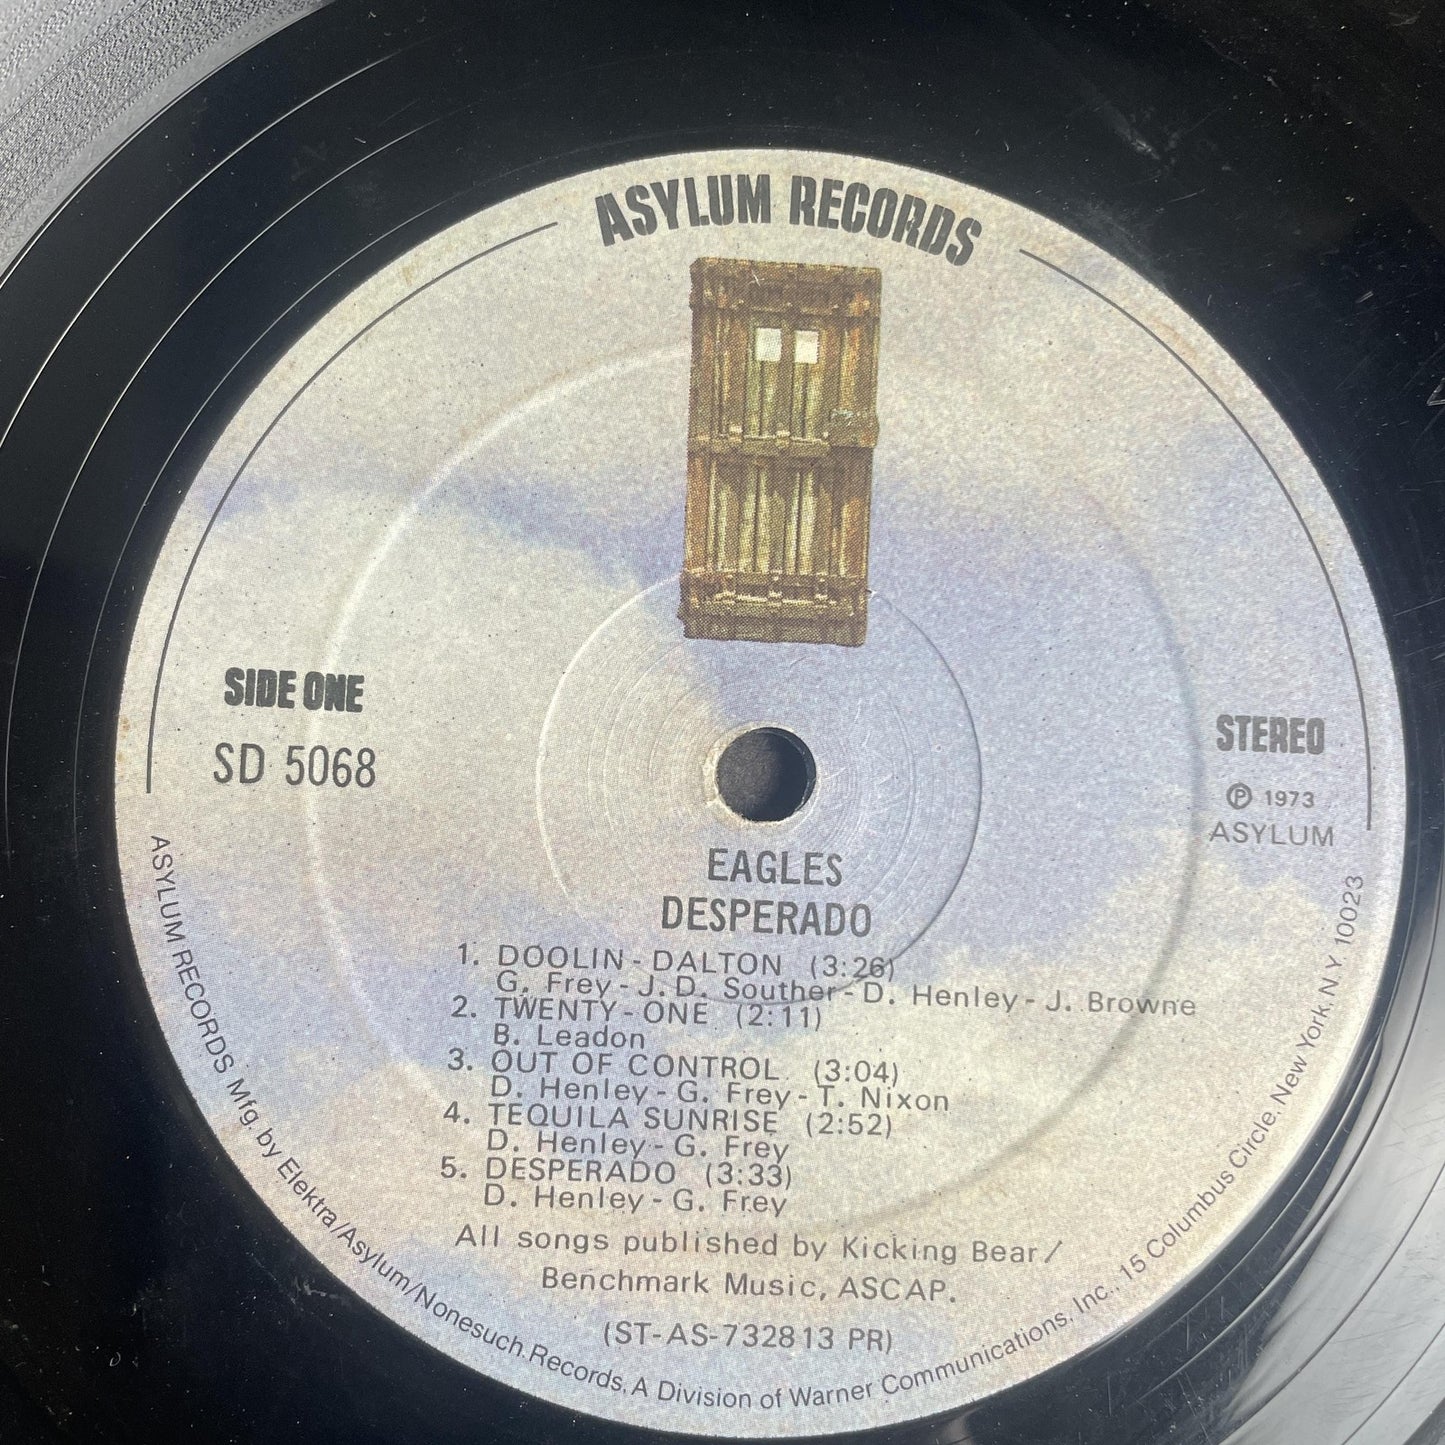 ASYLUM RECORDS
SIDE ONE
SD 5068
STEREO
Ⓟ 1973
ASYLUM
EAGLES
DESPERADO
1. DOOLIN - DALTON (3:26)
G. Frey - J. D. Souther - D. Henley - J. Browne
2. TWENTY - ONE (2:11)
B. Leadon
3. OUT OF CONTROL (3:04)
D. Henley - G. Frey - T. Nixon
4. TEQUILA SUNRISE (2:52)
D. Henley - G. Frey
5. DESPERADO (3:33)
D. Henley - G. Frey
All songs published by Kicking Bear/
Benchmark Music, ASCAP.
(ST-AS-732813 PR)
ASYLUM RECORDS Mfg. by Elektra/Asylum/Nonesuch Records, A Division of Warner Communications, Inc., 15 Columbus Circle, New York, N.Y. 10023